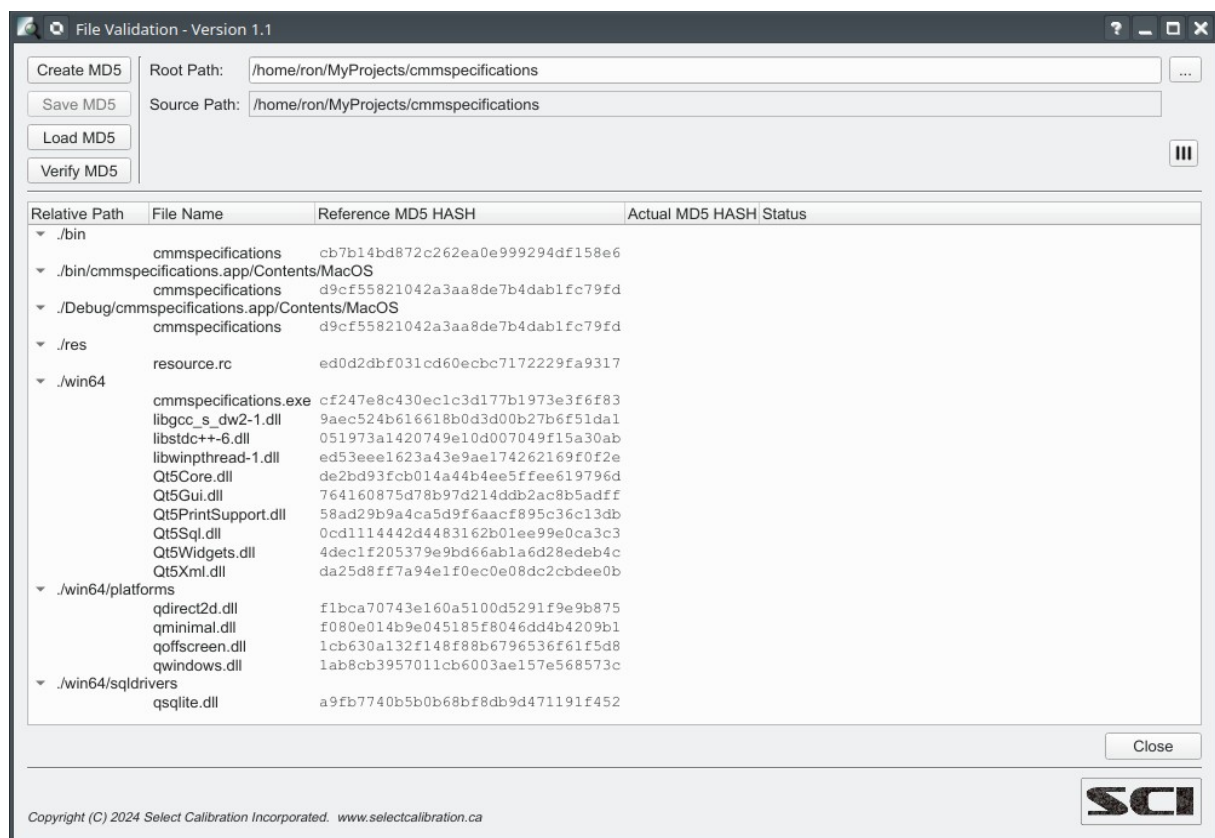 File Validation - Version 1.1
Create MD5 Root Path: /home/ron/MyProjects/cmmspecifications ...
Save MD5 Source Path: /home/ron/MyProjects/cmmspecifications
Load MD5
Verify MD5
Relative Path File Name Reference MD5 HASH Actual MD5 HASH Status
./bin
cmmspecifications cb7b14bd872c262ea0e999294df158e6
./bin/cmmspecifications.app/Contents/MacOS
cmmspecifications d9cf55821042a3aa8de7b4dab1fc79fd
./Debug/cmmspecifications.app/Contents/MacOS
cmmspecifications d9cf55821042a3aa8de7b4dab1fc79fd
./res
resource.rc ed0d2dbf031cd60ecbc7172229fa9317
./win64
cmmspecifications.exe cf247e8c430ec1c3d177b1973e3f6f83
libgcc_s_dw2-1.dll 9aec524b616618b0d3d00b27b6f51da1
libstdc++-6.dll 051973a1420749e10d007049f15a30ab
libwinpthread-1.dll ed53eee1623a43e9ae174262169f0f2e
Qt5Core.dll de2bd93fcb014a44b4ee5ffee619796d
Qt5Gui.dll 764160875d78b97d214ddb2ac8b5adff
Qt5PrintSupport.dll 58ad29b9a4ca5d9f6aacf895c36c13db
Qt5Sql.dll 0cd1114442d4483162b01ee99e0ca3c3
Qt5Widgets.dll 4dec1f205379e9bd66ab1a6d28edeb4c
Qt5Xml.dll da25d8ff7a94e1f0ec0e08dc2cbdee0b
./win64/platforms
qdirect2d.dll f1bca70743e160a5100d5291f9e9b875
qminimal.dll f080e014b9e045185f8046dd4b4209b1
qoffscreen.dll 1cb630a132f148f88b6796536f61f5d8
qwindows.dll 1ab8cb3957011cb6003ae157e568573c
./win64/sqldrivers
qsqlite.dll a9fb7740b5b0b68bf8db9d471191f452
Close
SCI
Copyright (C) 2024 Select Calibration Incorporated. www.selectcalibration.ca